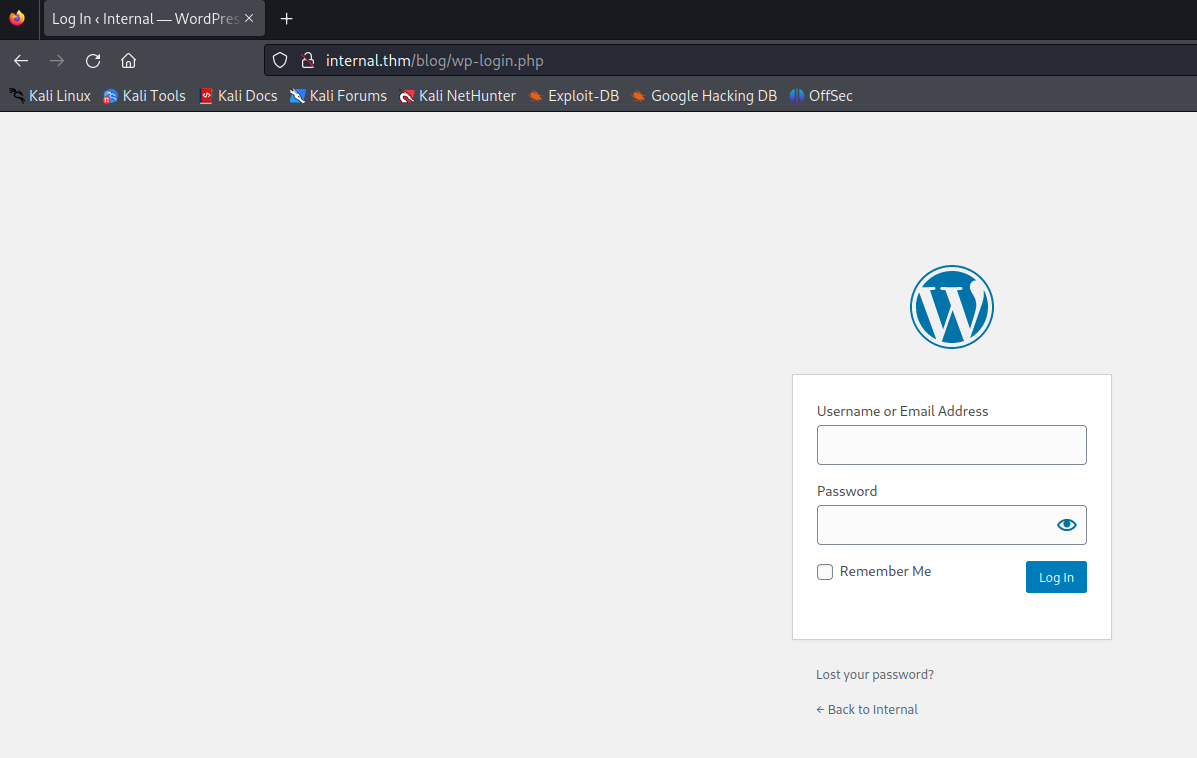 Log In ‹ Internal — WordPres
internal.thm/blog/wp-login.php
Kali Linux Kali Tools Kali Docs Kali Forums Kali NetHunter Exploit-DB Google Hacking DB OffSec
Username or Email Address
Password
Remember Me Log In
Lost your password?
← Back to Internal